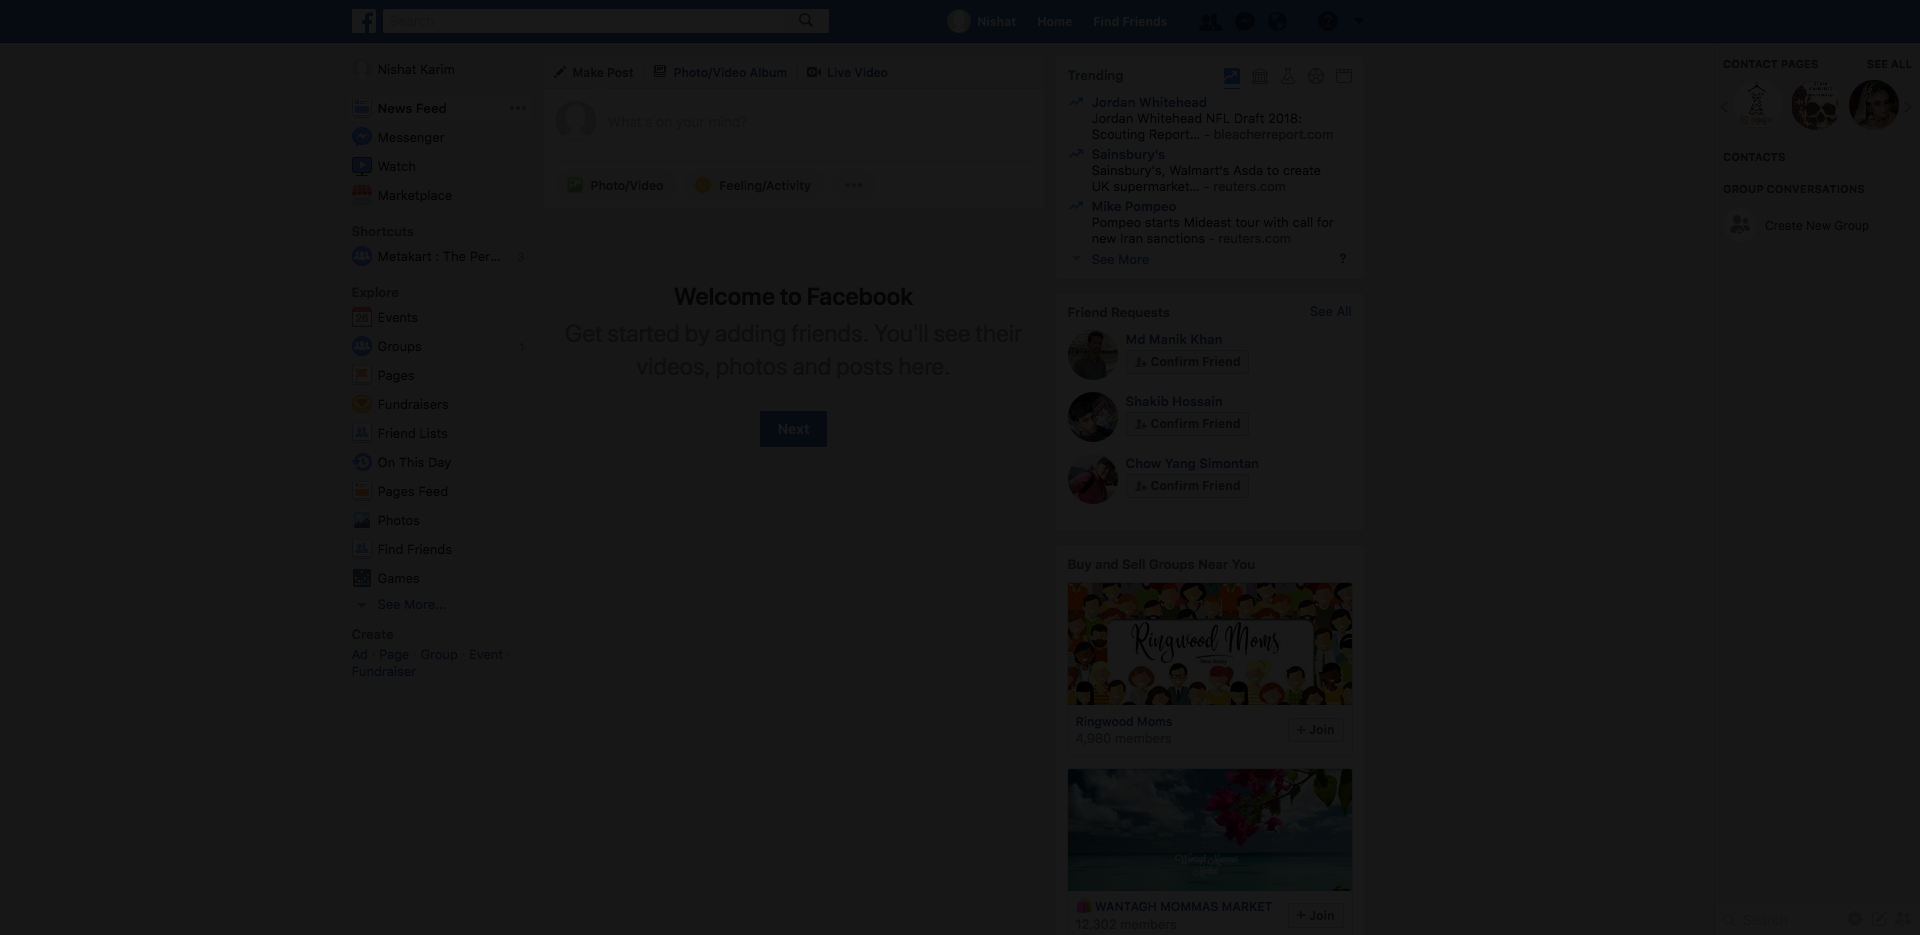 Search
Nishat
Home
Find Friends
Nishat Karim
News Feed
Messenger
Watch
Marketplace
Shortcuts
Metakart : The Per... 3
Explore
Events
Groups
Pages
Fundraisers
Friend Lists
On This Day
Pages Feed
Photos
Find Friends
Games
See More...
Create
Ad · Page · Group · Event ·
Fundraiser
Make Post
Photo/Video Album
Live Video
What's on your mind?
Photo/Video
Feeling/Activity
Welcome to Facebook
Get started by adding friends. You'll see their
videos, photos and posts here.
Next
Trending
Jordan Whitehead
Jordan Whitehead NFL Draft 2018:
Scouting Report... - bleacherreport.com
Sainsbury's
Sainsbury's, Walmart's Asda to create
UK supermarket... - reuters.com
Mike Pompeo
Pompeo starts Mideast tour with call for
new Iran sanctions - reuters.com
See More
?
Friend Requests
See All
Md Manik Khan
Confirm Friend
Shakib Hossain
Confirm Friend
Chow Yang Simontan
Confirm Friend
Buy and Sell Groups Near You
Ringwood Moms
Ringwood Moms
4,980 members
+ Join
WANTAGH MOMMAS MARKET
12,302 members
+ Join
CONTACT PAGES
SEE ALL
CONTACTS
GROUP CONVERSATIONS
Create New Group
Search